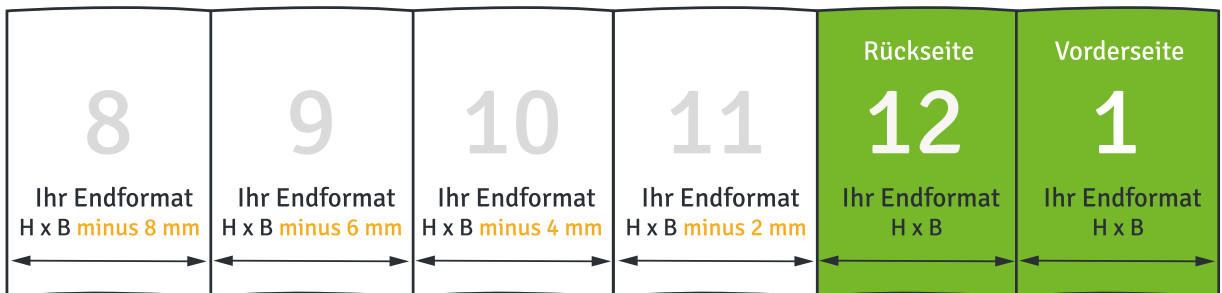 Rückseite
Vorderseite
8
9
10
11
12
1
Ihr Endformat
Ihr Endformat
Ihr Endformat
Ihr Endformat
Ihr Endformat
Ihr Endformat
H x B minus 8 mm
H x B minus 6 mm
H x B minus 4 mm
H x B minus 2 mm
H x B
H x B